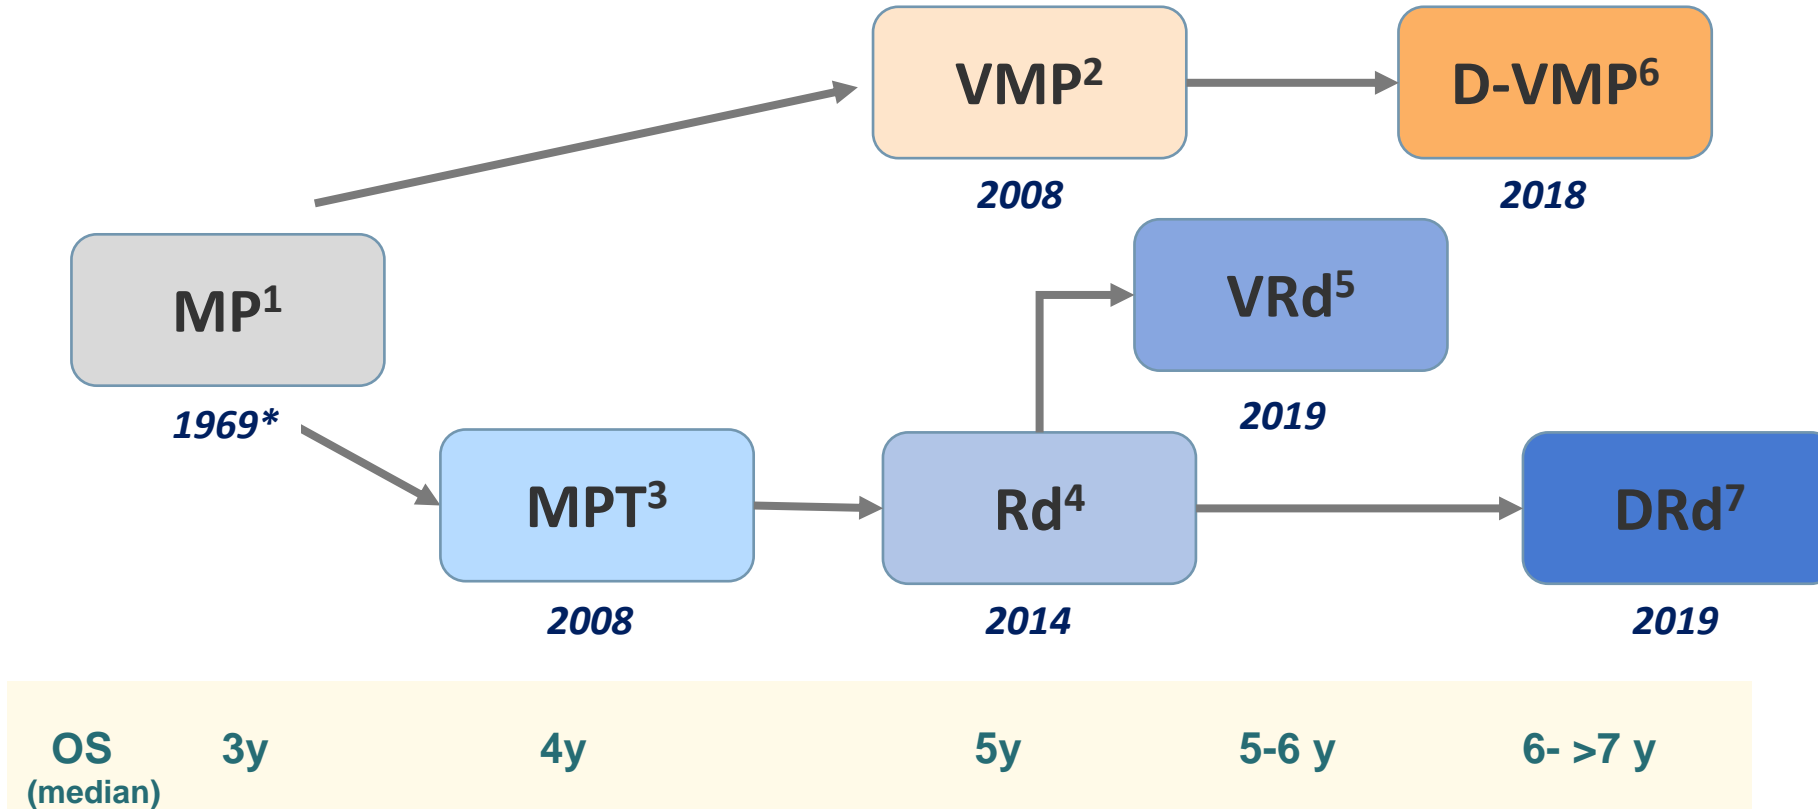 VMP²
D-VMP⁶
2008
2018
MP¹
VRd⁵
1969*
2019
MPT³
Rd⁴
DRd⁷
2008
2014
2019
OS 3y 4y 5y 5-6 y 6- >7 y
(median)